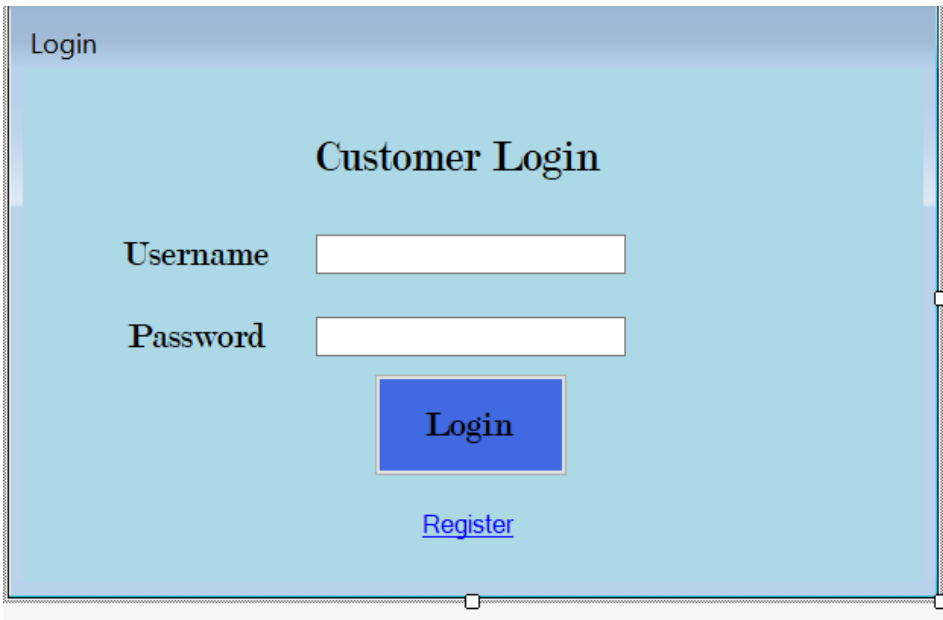 Login
Customer Login
Username
Password
Login
Register